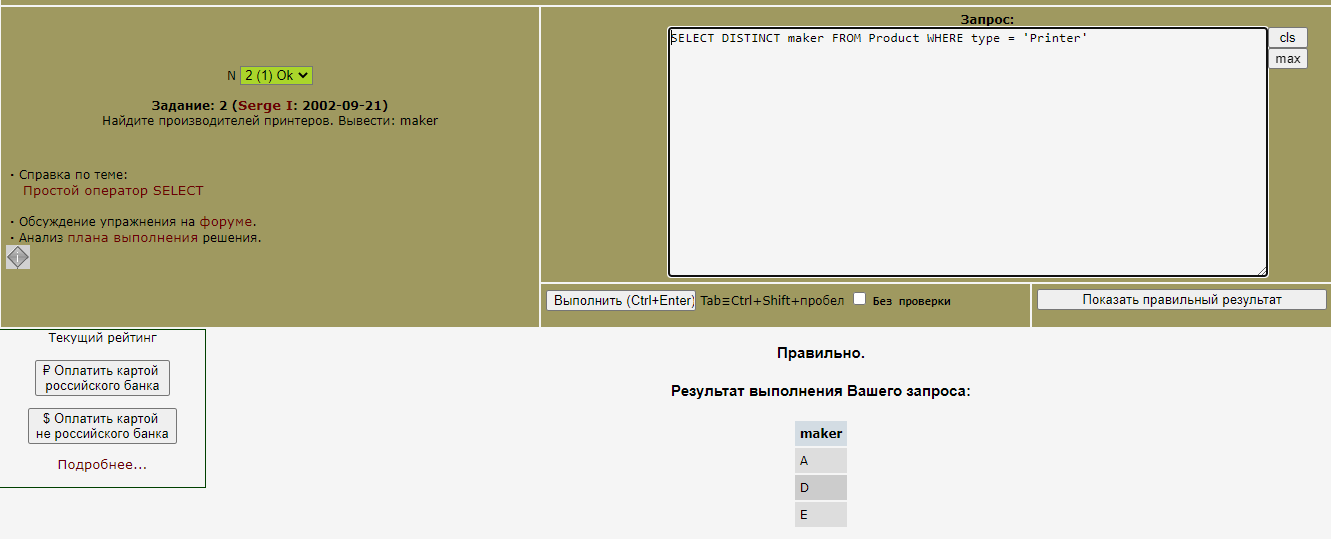 N 2 (1) Ok
Задание: 2 (Serge I: 2002-09-21)
Найдите производителей принтеров. Вывести: maker
· Справка по теме:
Простой оператор SELECT
· Обсуждение упражнения на форуме.
· Анализ плана выполнения решения.
Запрос:
SELECT DISTINCT maker FROM Product WHERE type = 'Printer'
cls
max
Выполнить (Ctrl+Enter) Tab≡Ctrl+Shift+пробел Без проверки
Показать правильный результат
Текущий рейтинг
₽ Оплатить картой
российского банка
$ Оплатить картой
не российского банка
Подробнее...
Правильно.
Результат выполнения Вашего запроса:
maker
A
D
E